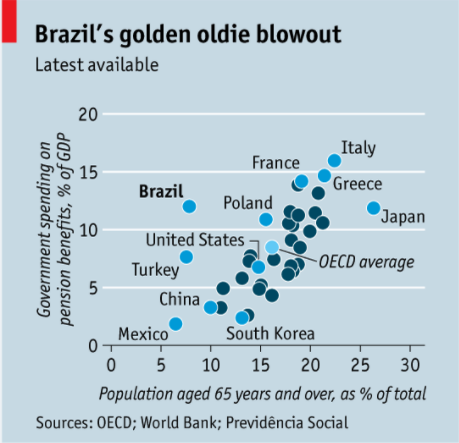 Brazil's golden oldie blowout
Latest available
Government spending on
pension benefits, % of GDP
20
15
10
5
0
Italy
France
Greece
Brazil
Poland
Japan
United States
OECD average
Turkey
China
Mexico
South Korea
0 5 10 15 20 25 30
Population aged 65 years and over, as % of total
Sources: OECD; World Bank; Previdência Social